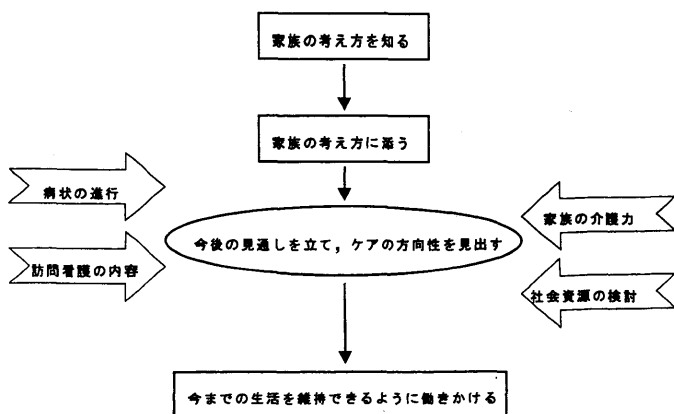 家族の考え方を知る
家族の考え方に添う
病状の進行
家族の介護力
今後の見通しを立て，ケアの方向性を見出す
訪問看護の内容
社会資源の検討
今までの生活を維持できるように働きかける